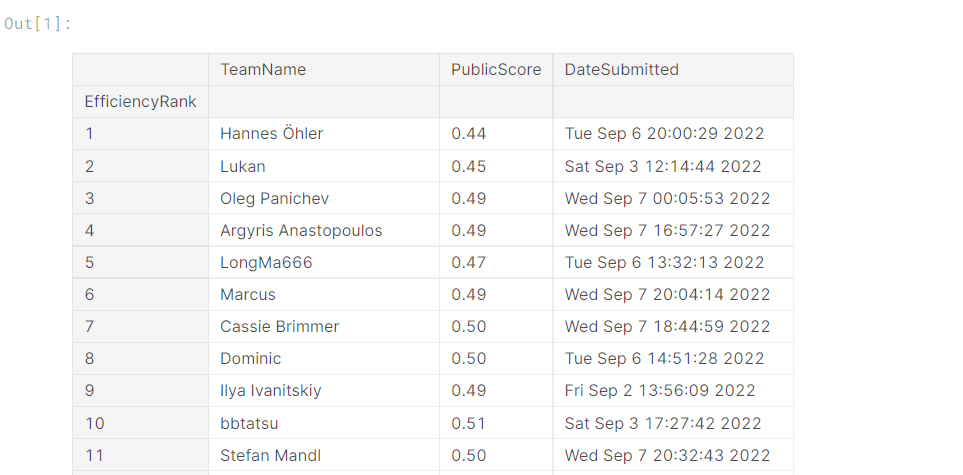 Out[1]:
TeamName PublicScore DateSubmitted
EfficiencyRank
1 Hannes Öhler 0.44 Tue Sep 6 20:00:29 2022
2 Lukan 0.45 Sat Sep 3 12:14:44 2022
3 Oleg Panichev 0.49 Wed Sep 7 00:05:53 2022
4 Argyris Anastopoulos 0.49 Wed Sep 7 16:57:27 2022
5 LongMa666 0.47 Tue Sep 6 13:32:13 2022
6 Marcus 0.49 Wed Sep 7 20:04:14 2022
7 Cassie Brimmer 0.50 Wed Sep 7 18:44:59 2022
8 Dominic 0.50 Tue Sep 6 14:51:28 2022
9 Ilya Ivanitskiy 0.49 Fri Sep 2 13:56:09 2022
10 bbtatsu 0.51 Sat Sep 3 17:27:42 2022
11 Stefan Mandl 0.50 Wed Sep 7 20:32:43 2022